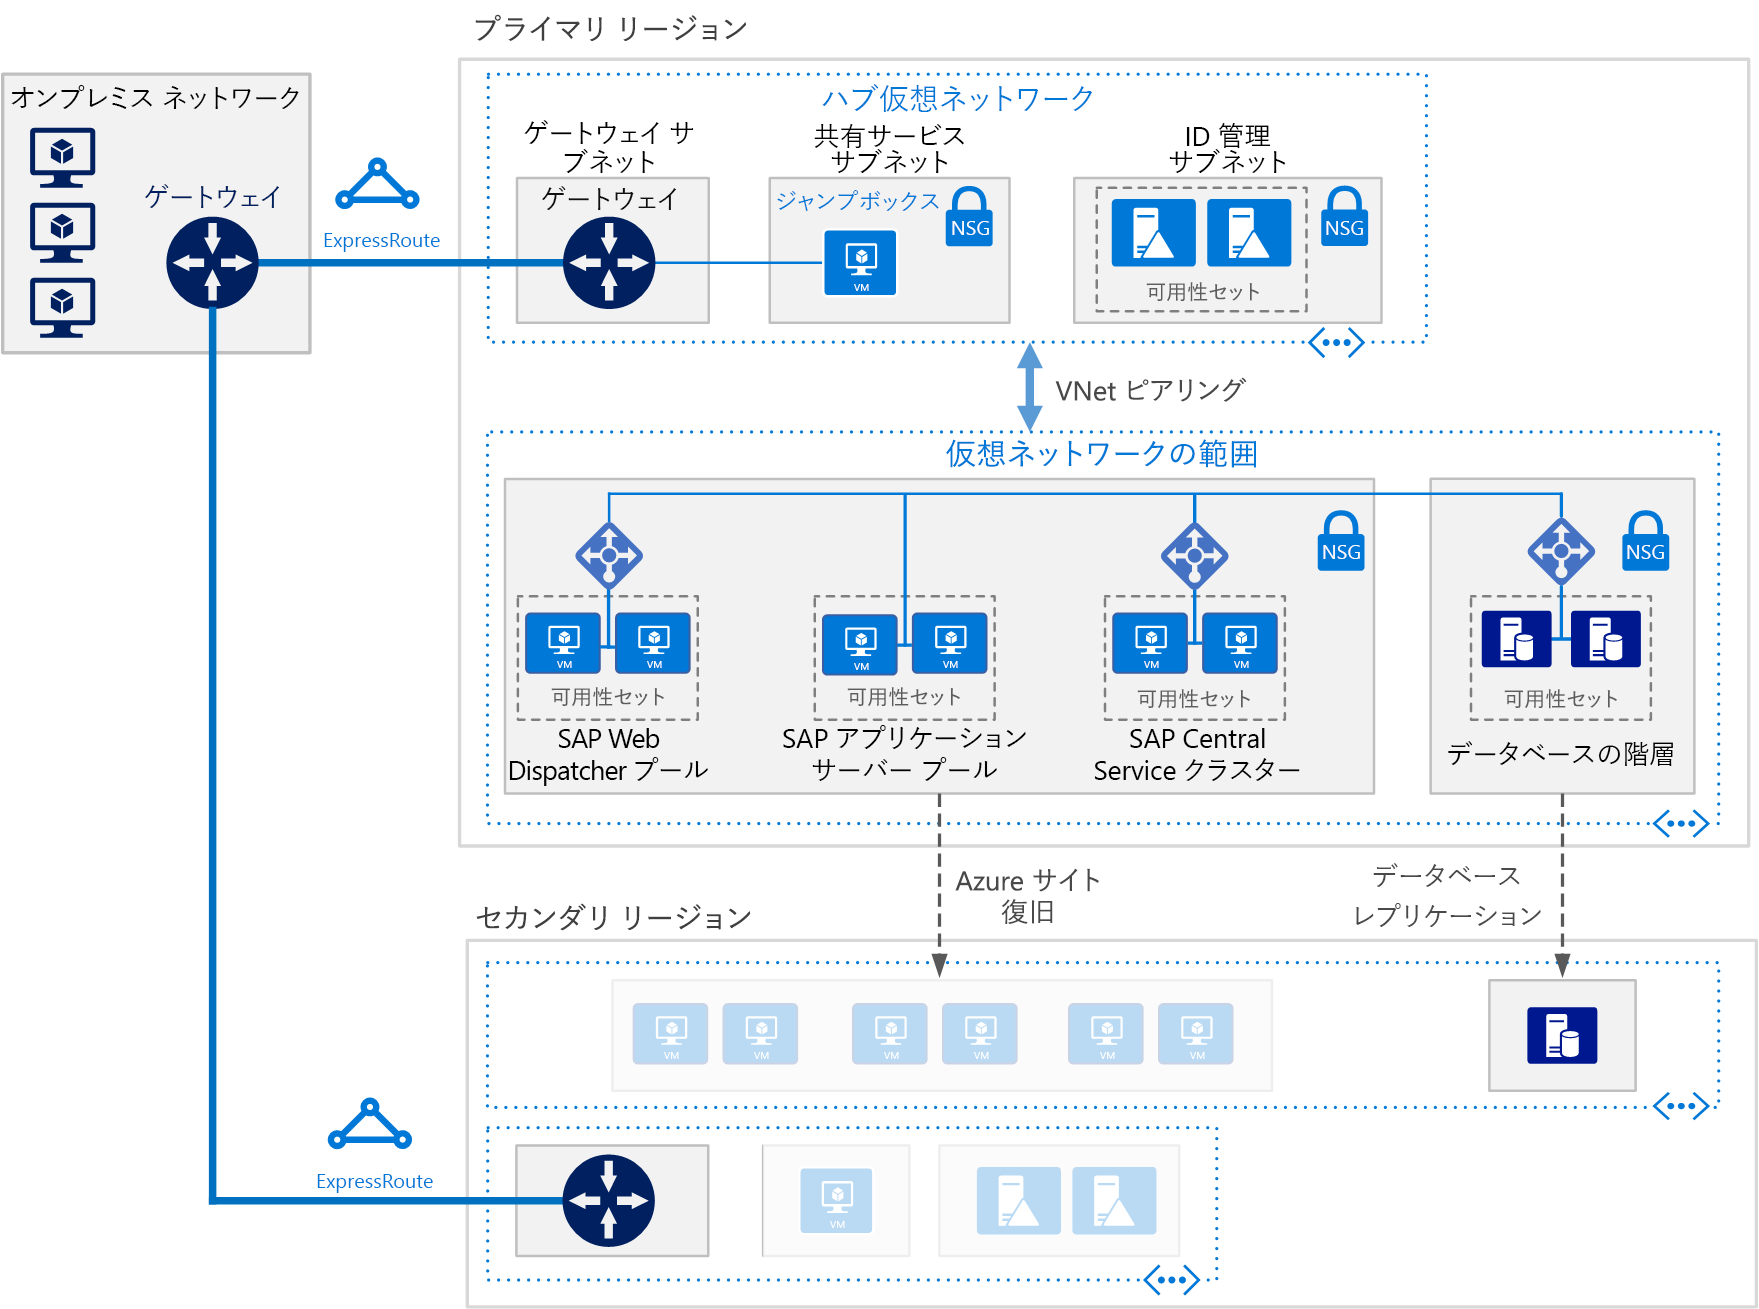 プライマリ リージョン
オンプレミス ネットワーク
ゲートウェイ
ExpressRoute
ハブ仮想ネットワーク
ゲートウェイ サ
ブネット
ゲートウェイ
共有サービス
サブネット
ジャンプボックス
NSG
VM
ID 管理
サブネット
NSG
可用性セット
VNet ピアリング
仮想ネットワークの範囲
NSG
NSG
VM
VM
可用性セット
SAP Web
Dispatcher プール
VM
VM
可用性セット
SAP アプリケーション
サーバー プール
VM
VM
可用性セット
SAP Central
Service クラスター
可用性セット
データベースの階層
Azure サイト
復旧
データベース
レプリケーション
セカンダリ リージョン
VM
VM
VM
VM
VM
VM
ExpressRoute
VM